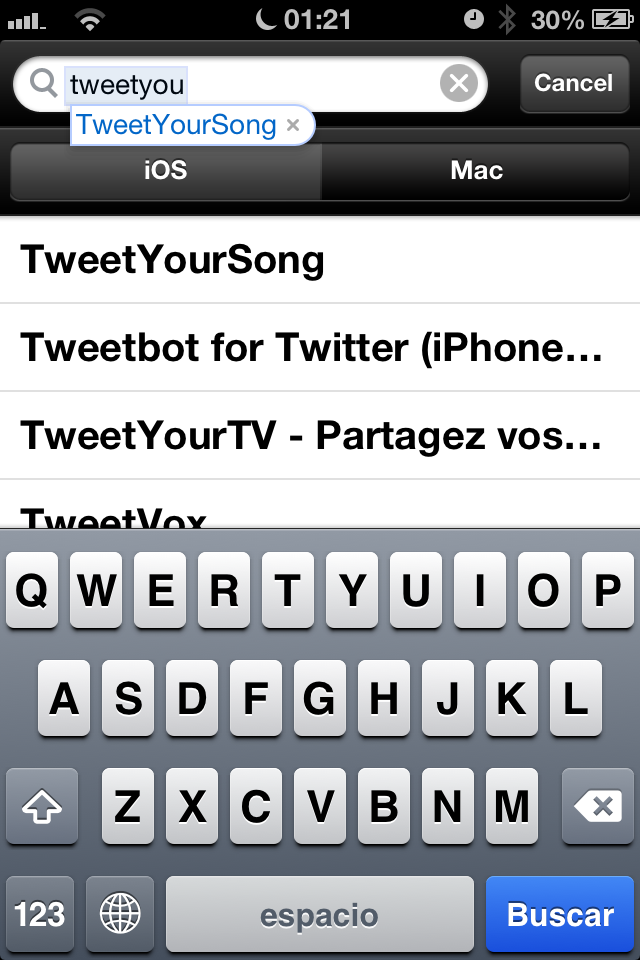 01:21 30%
tweetyou Cancel
TweetYourSong ×
iOS Mac
TweetYourSong
Tweetbot for Twitter (iPhone…
TweetYourTV - Partagez vos…
TweetVox
Q W E R T Y U I O P
A S D F G H J K L
Z X C V B N M
123 espacio Buscar